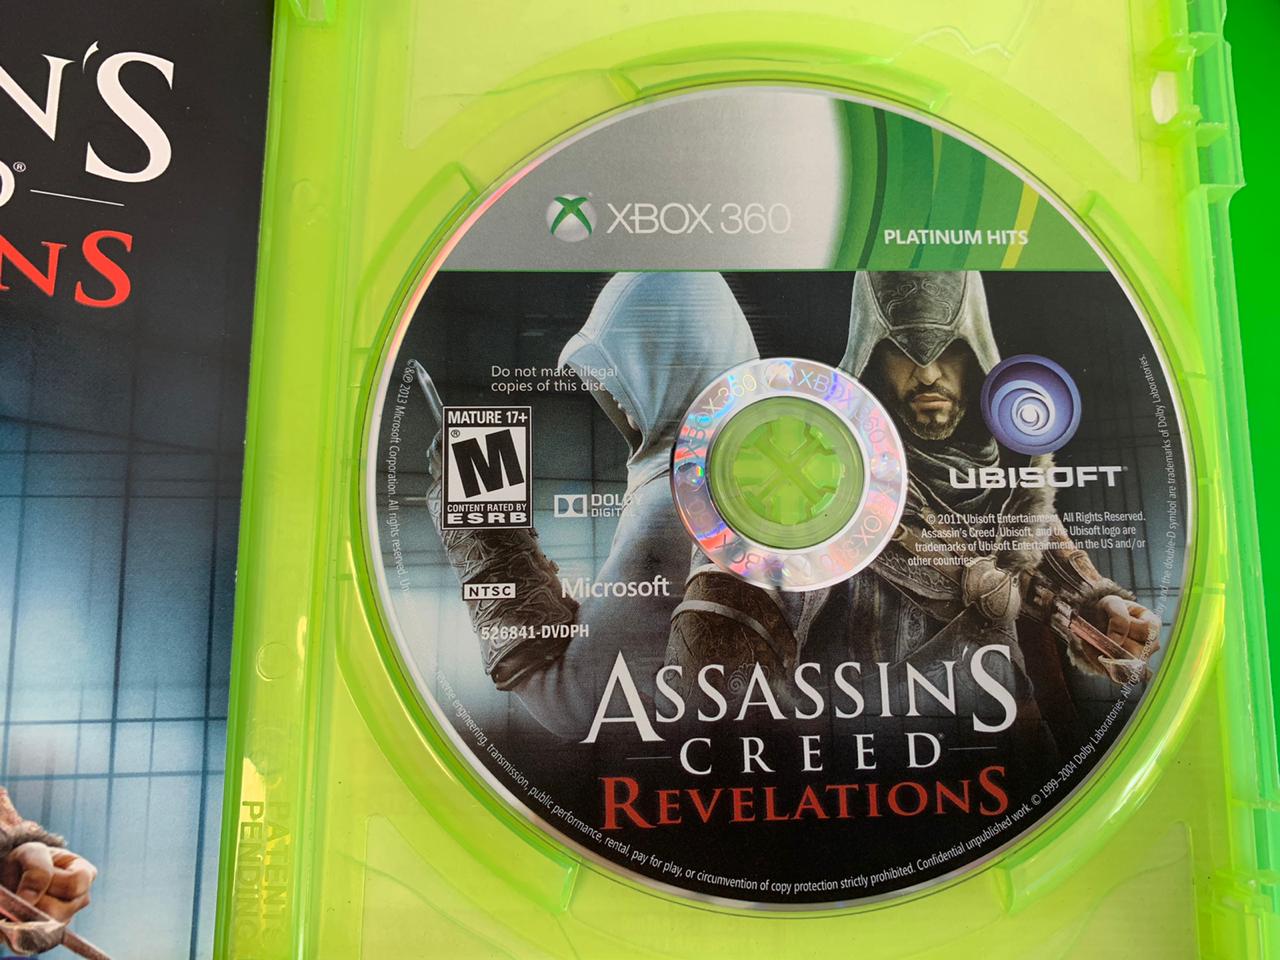 N'S
®
NS
PATENT
PENDING
XBOX 360
PLATINUM HITS
Do not make illegal
copies of this disc.
MATURE 17+
M®
CONTENT RATED BY
ESRB
DOLBY
DIGITAL
NTSC
Microsoft
526841-DVDPH
XBOX 360
UBISOFT
© 2011 Ubisoft Entertainment. All Rights Reserved.
Assassin's Creed, Ubisoft, and the Ubisoft logo are
trademarks of Ubisoft Entertainment in the US and/or
other countries.
ASSASSIN'S
CREED
REVELATIONS
©&℗ 2013 Microsoft Corporation. All rights reserved.
reverse engineering, transmission, public performance, rental, pay for play, or circumvention of copy protection strictly prohibited. Confidential unpublished work. © 1999–2004 Dolby Laboratories. All rights reserved. Dolby and the double-D symbol are trademarks of Dolby Laboratories.